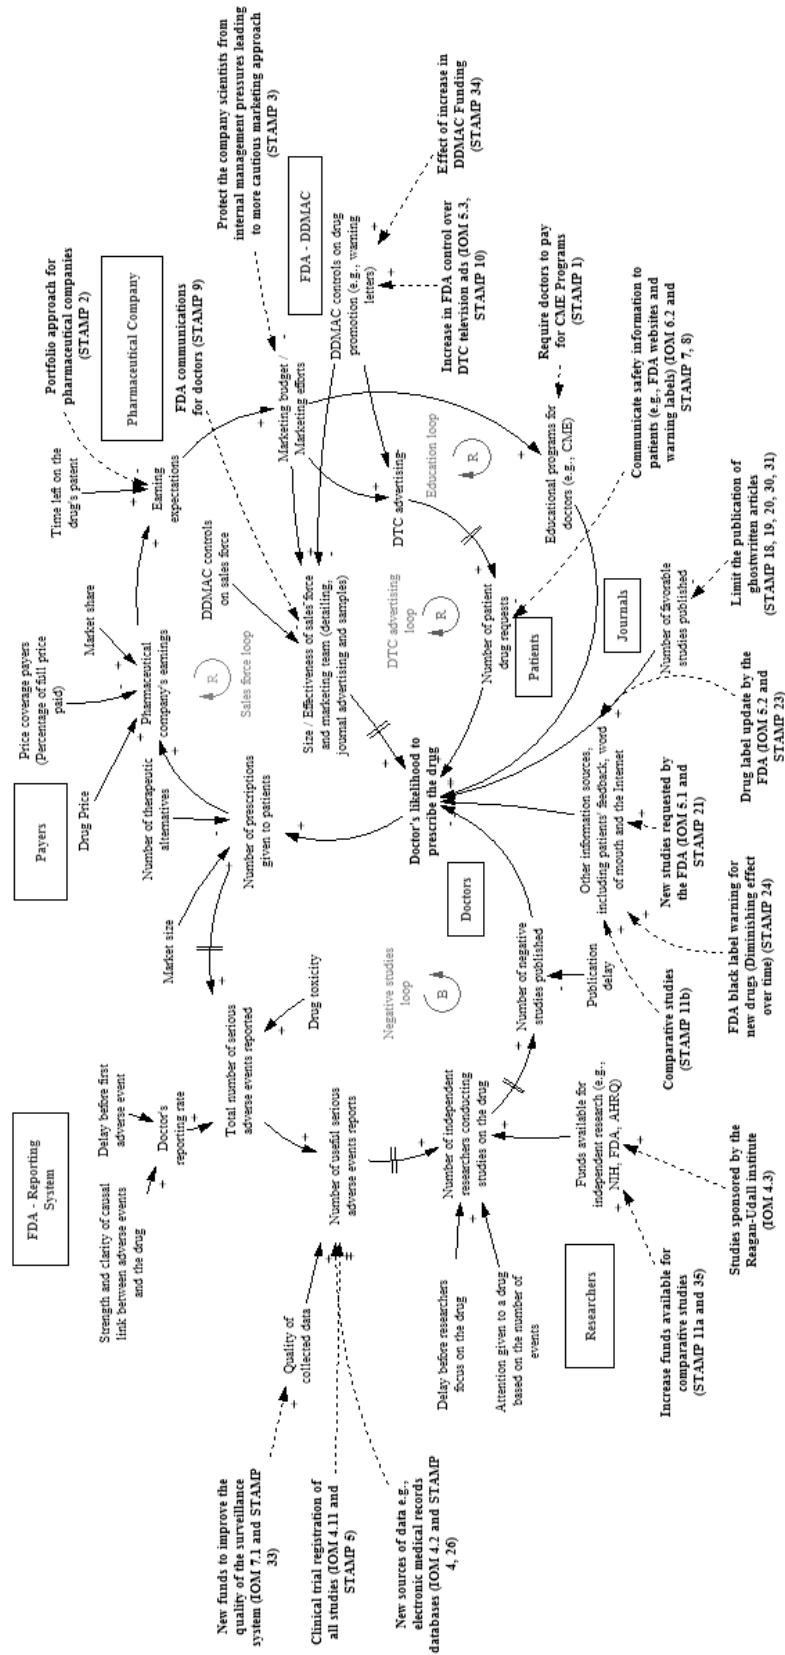 Payers
Price coverage payers
(Percentage of full price
paid)
Drug Price
Market share
Time left on the
drug's patent
Portfolio approach for
pharmaceutical companies
(STAMP 2)
Pharmaceutical Company
FDA communications
for doctors (STAMP 9)
Protect the company scientists from
internal management pressures leading
to more cautious marketing approach
(STAMP 3)
FDA - DDMAC
Number of therapeutic
alternatives
Pharmaceutical
company's earnings
Earning
expectations
Market size
Number of prescriptions
given to patients
R
Sales force loop
DDMAC controls
on sales force
Marketing budget /
Marketing efforts
DDMAC controls on drug
promotion (e.g., warning
letters)
Effect of increase in
DDMAC Funding
(STAMP 34)
Increase in FDA control over
DTC television ads (IOM 5.3,
STAMP 10)
FDA - Reporting
System
Strength and clarity of causal
link between adverse events
and the drug
Delay before first
adverse event
Doctor's
reporting rate
Total number of serious
adverse events reported
Drug toxicity
Size / Effectiveness of sales force
and marketing team (detailing,
journal advertising and samples)
DTC advertising
Education loop
R
DTC advertising
loop
R
Require doctors to pay
for CME Programs
(STAMP 1)
New funds to improve the
quality of the surveillance
system (IOM 7.1 and STAMP
33)
Quality of
collected data
Clinical trial registration of
all studies (IOM 4.11 and
STAMP 5)
New sources of data e.g.,
electronic medical records
databases (IOM 4.2 and STAMP
4, 26)
Number of useful serious
adverse events reports
Negative studies
loop
B
Doctor's likelihood to
prescribe the drug
Doctors
Number of patient
drug requests
Patients
Educational programs for
doctors (e.g., CME)
Communicate safety information to
patients (e.g., FDA websites and
warning labels) (IOM 6.2 and
STAMP 7, 8)
Delay before researchers
focus on the drug
Attention given to a drug
based on the number of
events
Number of independent
researchers conducting
studies on the drug
Number of negative
studies published
Publication
delay
Other information sources,
including patients' feedback, word
of mouth and the Internet
Journals
Number of favorable
studies published
Limit the publication of
ghostwritten articles
(STAMP 18, 19, 20, 30, 31)
Researchers
Funds available for
independent research (e.g.,
NIH, FDA, AHRQ)
Increase funds available for
comparative studies
(STAMP 11a and 35)
Studies sponsored by the
Reagan-Udall institute
(IOM 4.3)
Comparative studies
(STAMP 11b)
FDA black label warning for
new drugs (Diminishing effect
over time) (STAMP 24)
New studies requested by
the FDA (IOM 5.1 and
STAMP 21)
Drug label update by the
FDA (IOM 5.2 and
STAMP 23)